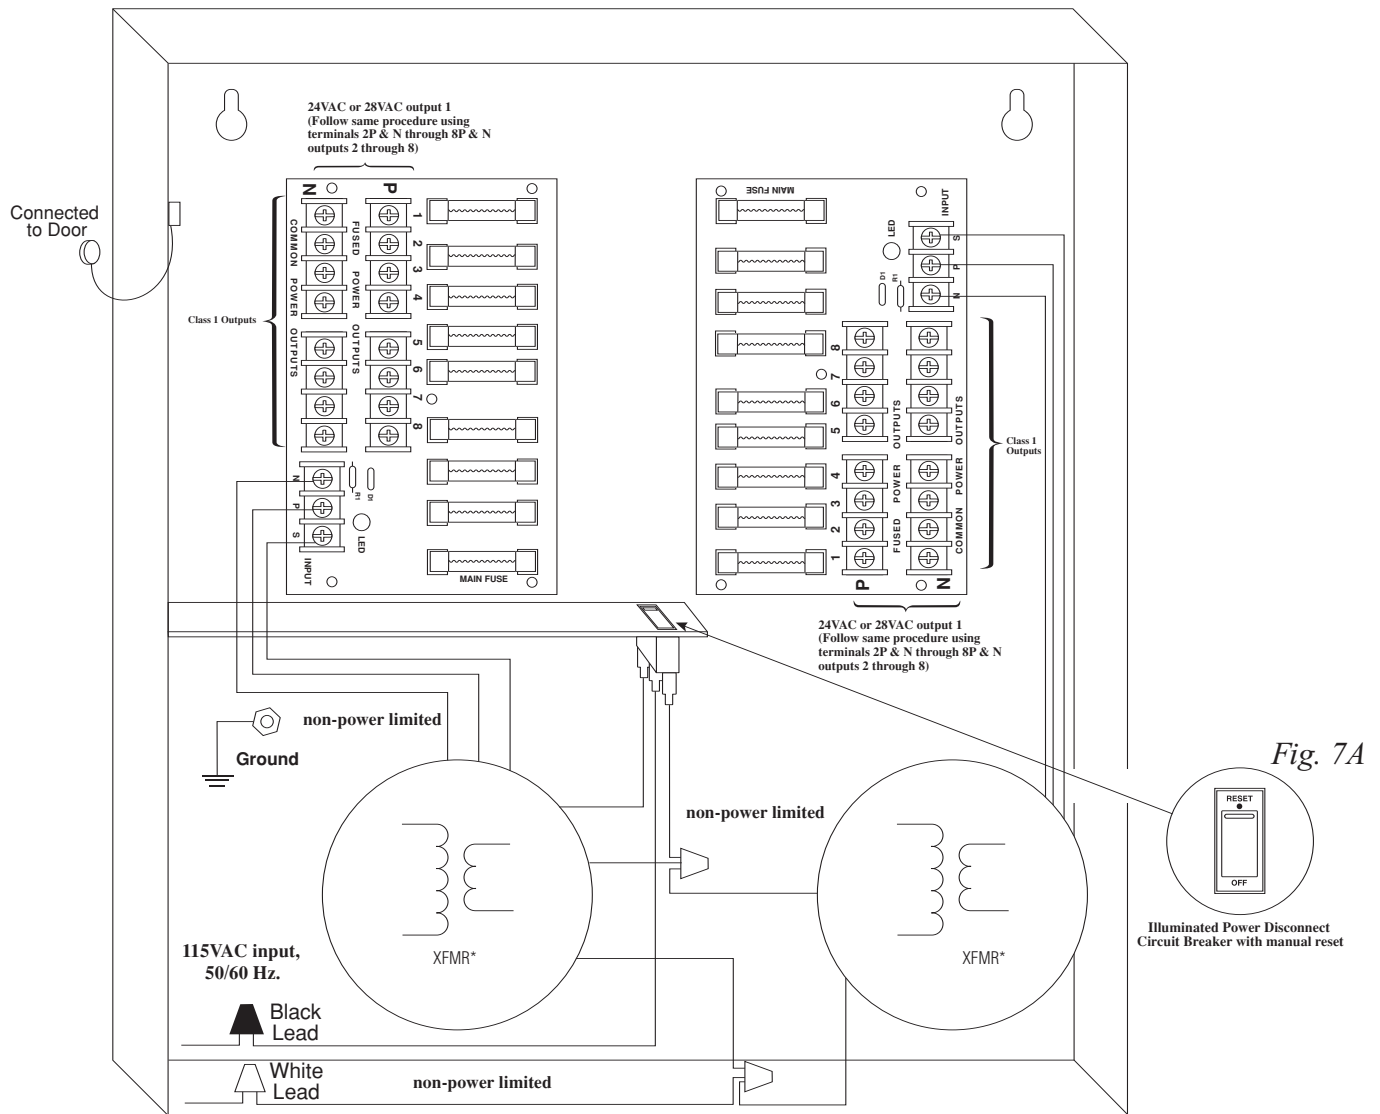 24VAC or 28VAC output 1
(Follow same procedure using
terminals 2P & N through 8P & N
outputs 2 through 8)
Connected
to Door
N
P
COMMON POWER OUTPUTS
FUSED POWER OUTPUTS
1
2
3
4
5
6
7
8
Class 1 Outputs
N
P
S
R1
D1
LED
INPUT
MAIN FUSE
MAIN FUSE
INPUT
LED
S
P
N
D1
R1
8
7
6
5
4
3
2
1
FUSED POWER OUTPUTS
COMMON POWER OUTPUTS
Class 1
Outputs
P
N
24VAC or 28VAC output 1
(Follow same procedure using
terminals 2P & N through 8P & N
outputs 2 through 8)
non-power limited
Ground
Fig. 7A
non-power limited
RESET
OFF
Illuminated Power Disconnect
Circuit Breaker with manual reset
XFMR*
XFMR*
115VAC input,
50/60 Hz.
Black
Lead
White
Lead
non-power limited